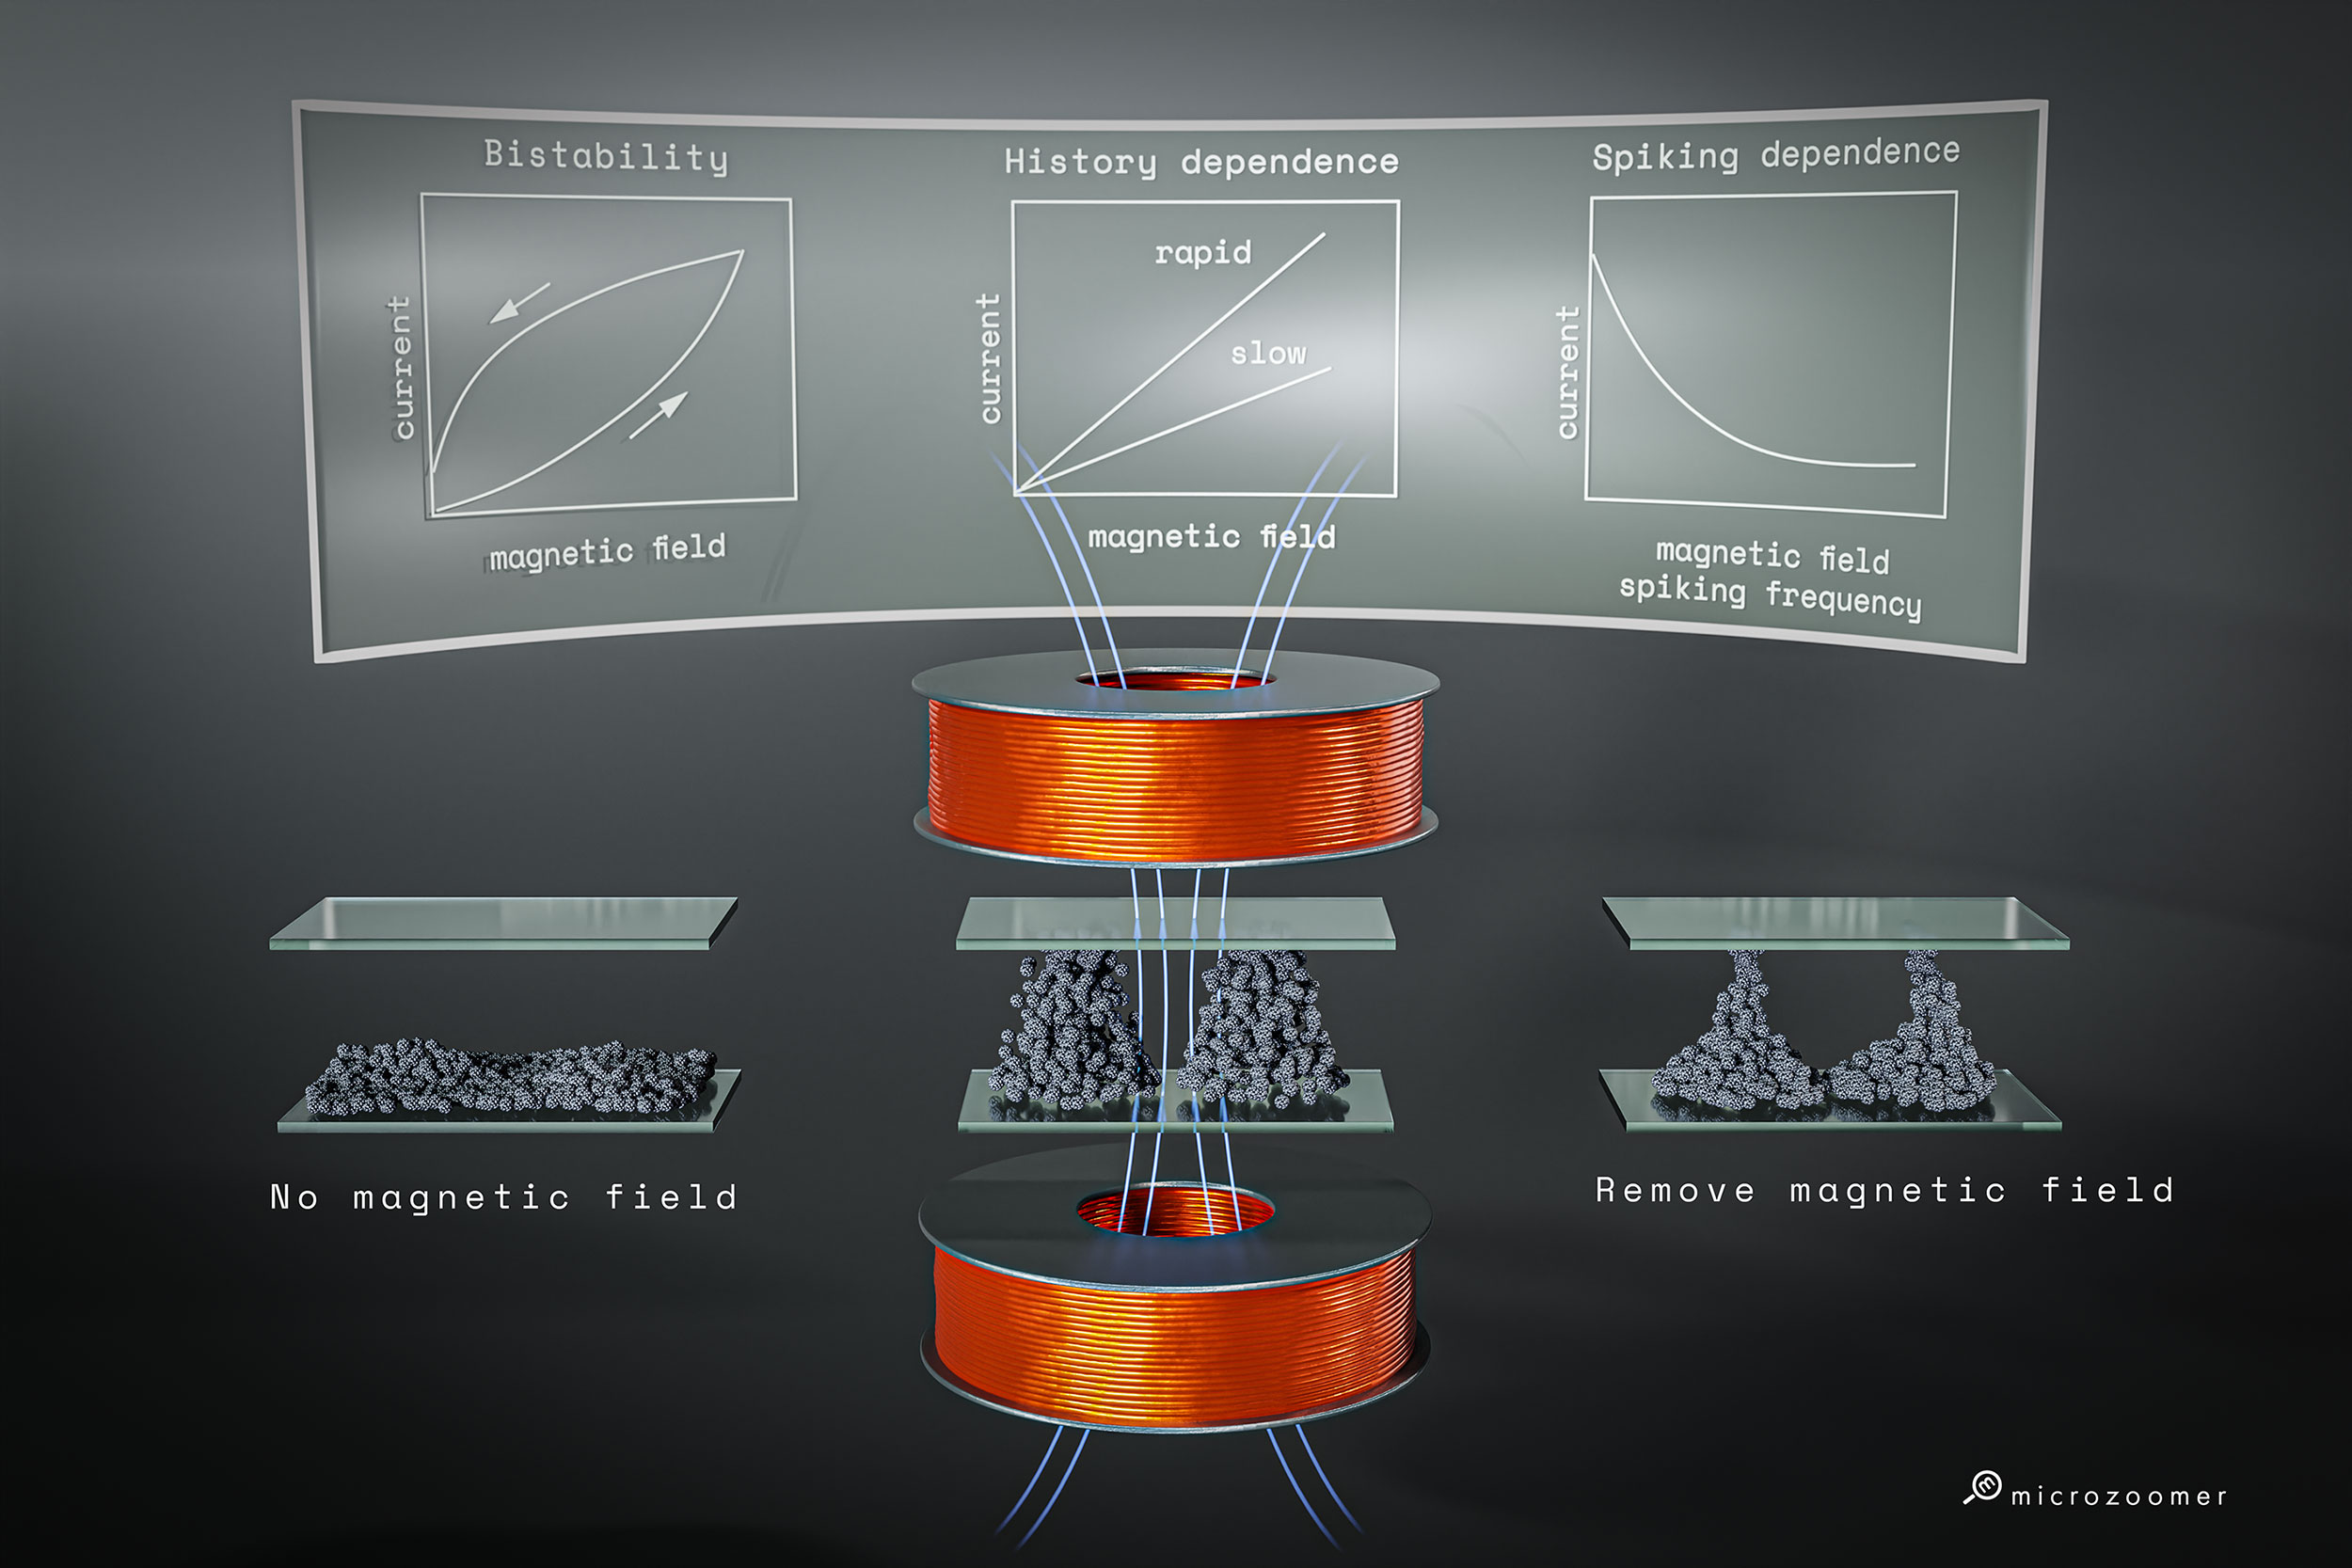 Bistability
History dependence
Spiking dependence
current
magnetic field
rapid
slow
current
magnetic field
current
magnetic field
spiking frequency
No magnetic field
Remove magnetic field
microzoomer